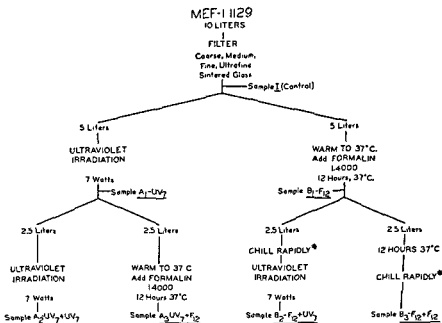 MEF-1 1129
10 LITERS
FILTER
Coarse, Medium,
Fine, Ultrafine
Sintered Glass
Sample I (Control)
5 Liters
ULTRAVIOLET
IRRADIATION
7 Watts
Sample A1-UV7
5 Liters
WARM TO 37°C.
Add FORMALIN
1:4000
12 Hours, 37°C.
Sample B1-F12
2.5 Liters
ULTRAVIOLET
IRRADIATION
7 Watts
Sample A2-UV7+UV7
2.5 Liters
WARM TO 37 C
Add FORMALIN
1:4000
12 Hours 37°C
Sample A3 UV7+F12
2.5 Liters
CHILL RAPIDLY*
ULTRAVIOLET
IRRADIATION
7 Watts
Sample B2-F12+UV7
2.5 Liters
12 HOURS 37°C
CHILL RAPIDLY*
Sample B3-F12+F12